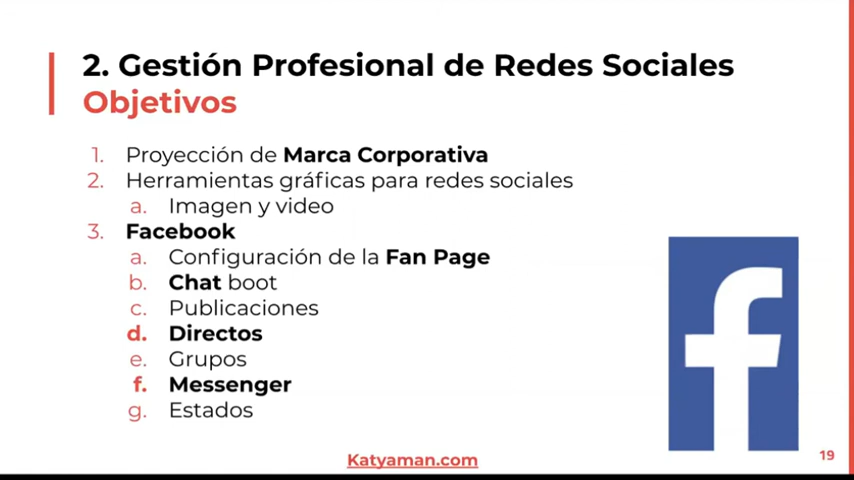 2. Gestión Profesional de Redes Sociales
Objetivos
1. Proyección de Marca Corporativa
2. Herramientas gráficas para redes sociales
a. Imagen y video
3. Facebook
a. Configuración de la Fan Page
b. Chat boot
c. Publicaciones
d. Directos
e. Grupos
f. Messenger
g. Estados
Katyaman.com
19